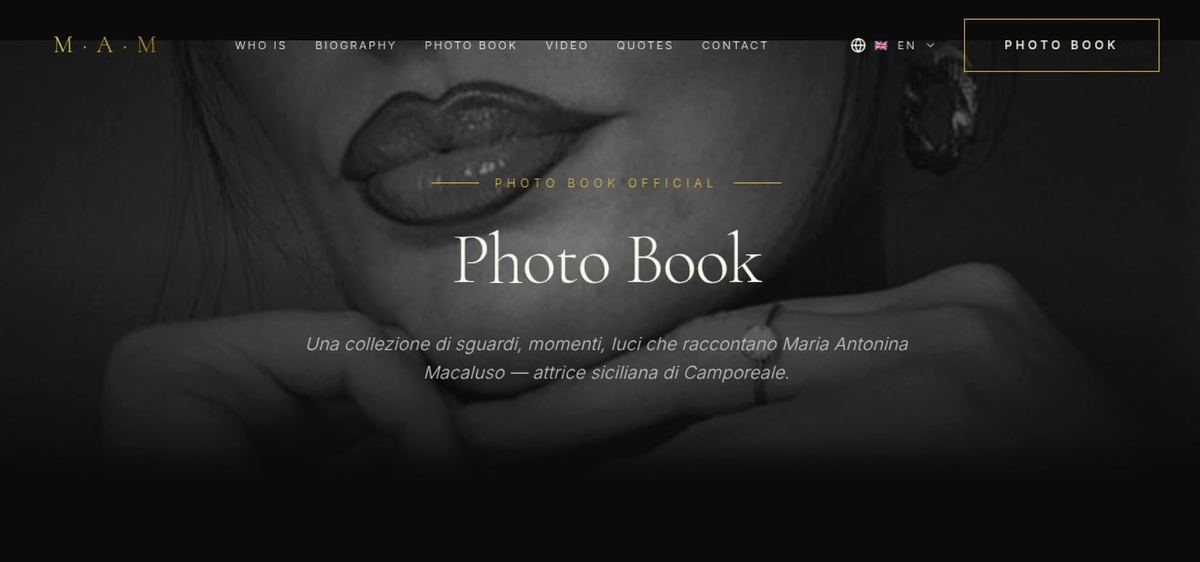 M · A · M
WHO IS
BIOGRAPHY
PHOTO BOOK
VIDEO
QUOTES
CONTACT
EN
PHOTO BOOK
PHOTO BOOK OFFICIAL
Photo Book
Una collezione di sguardi, momenti, luci che raccontano Maria Antonina
Macaluso — attrice siciliana di Camporeale.